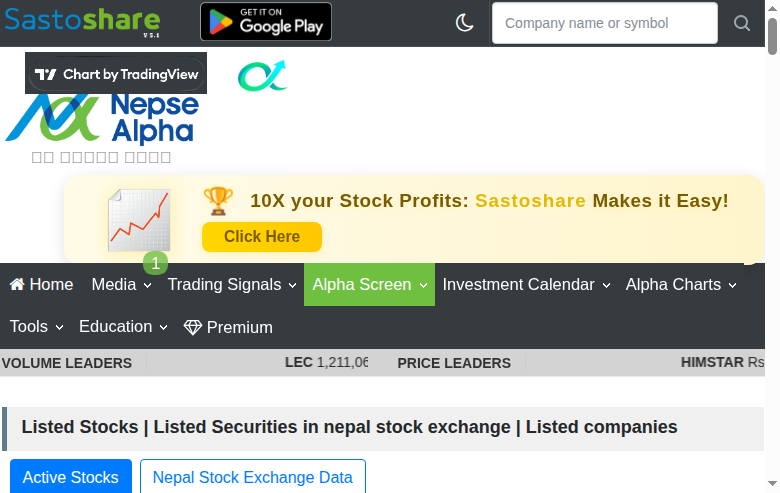 Sastoshare
V 5.1
GET IT ON
Google Play
Company name or symbol
Chart by TradingView
Nepse
Alpha
10X your Stock Profits: Sastoshare Makes it Easy!
Click Here
1
Home Media Trading Signals Alpha Screen Investment Calendar Alpha Charts
Tools Education Premium
VOLUME LEADERS LEC 1,211,06 PRICE LEADERS HIMSTAR Rs
Listed Stocks | Listed Securities in nepal stock exchange | Listed companies
Active Stocks Nepal Stock Exchange Data